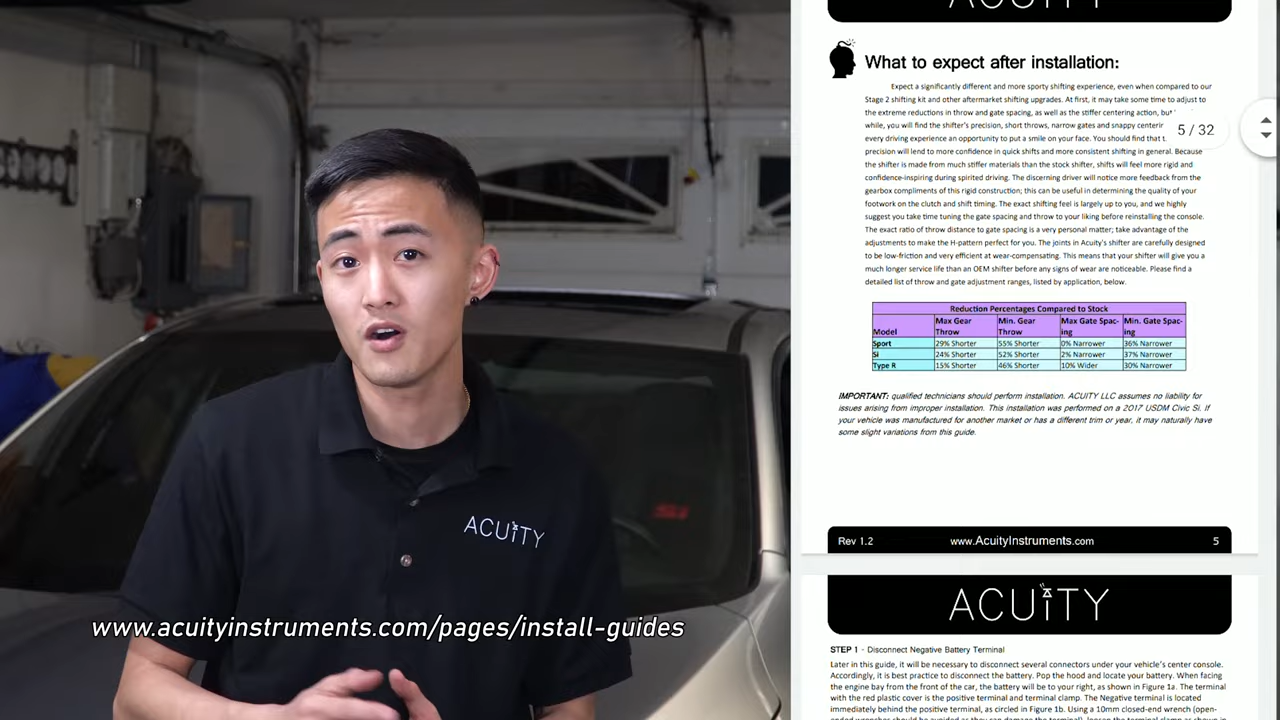 ACUITY
What to expect after installation:
Expect a significantly different and more sporty shifting experience, even when compared to our
Stage 2 shifting kit and other aftermarket shifting upgrades. At first, it may take some time to adjust to
the extreme reductions in throw and gate spacing, as well as the stiffer centering action, but
while, you will find the shifter's precision, short throws, narrow gates and snappy centerin
5 / 32
every driving experience an opportunity to put a smile on your face. You should find that t
precision will lend to more confidence in quick shifts and more consistent shifting in general. Because
the shifter is made from much stiffer materials than the stock shifter, shifts will feel more rigid and
confidence-inspiring during spirited driving. The discerning driver will notice more feedback from the
gearbox compliments of this rigid construction; this can be useful in determining the quality of your
footwork on the clutch and shift timing. The exact shifting feel is largely up to you, and we highly
suggest you take time tuning the gate spacing and throw to your liking before reinstalling the console.
The exact ratio of throw distance to gate spacing is a very personal matter; take advantage of the
adjustments to make the H-pattern perfect for you. The joints in Acuity's shifter are carefully designed
to be low-friction and very efficient at wear-compensating. This means that your shifter will give you a
much longer service life than an OEM shifter before any signs of wear are noticeable. Please find a
detailed list of throw and gate adjustment ranges, listed by application, below.
Reduction Percentages Compared to Stock
Model Max Gear Throw Min. Gear Throw Max Gate Spac-ing Min. Gate Spac-ing
Sport 29% Shorter 55% Shorter 0% Narrower 36% Narrower
Si 24% Shorter 52% Shorter 2% Narrower 37% Narrower
Type R 15% Shorter 46% Shorter 10% Wider 30% Narrower
IMPORTANT: qualified technicians should perform installation. ACUITY LLC assumes no liability for
issues arising from improper installation. This installation was performed on a 2017 USDM Civic Si. If
your vehicle was manufactured for another market or has a different trim or year, it may naturally have
some slight variations from this guide.
Rev 1.2 www.AcuityInstruments.com 5
ACUITY
STEP 1 - Disconnect Negative Battery Terminal
Later in this guide, it will be necessary to disconnect several connectors under your vehicle's center console.
Accordingly, it is best practice to disconnect the battery. Pop the hood and locate your battery. When facing
the engine bay from the front of the car, the battery will be to your right, as shown in Figure 1a. The terminal
with the red plastic cover is the positive terminal and terminal clamp. The Negative terminal is located
immediately behind the positive terminal, as circled in Figure 1b. Using a 10mm closed-end wrench (open-
ended wrenches should be avoided as they can damage the terminal), loosen the terminal clamp as shown in
ACUITY
Si
www.acuityinstruments.com/pages/install-guides